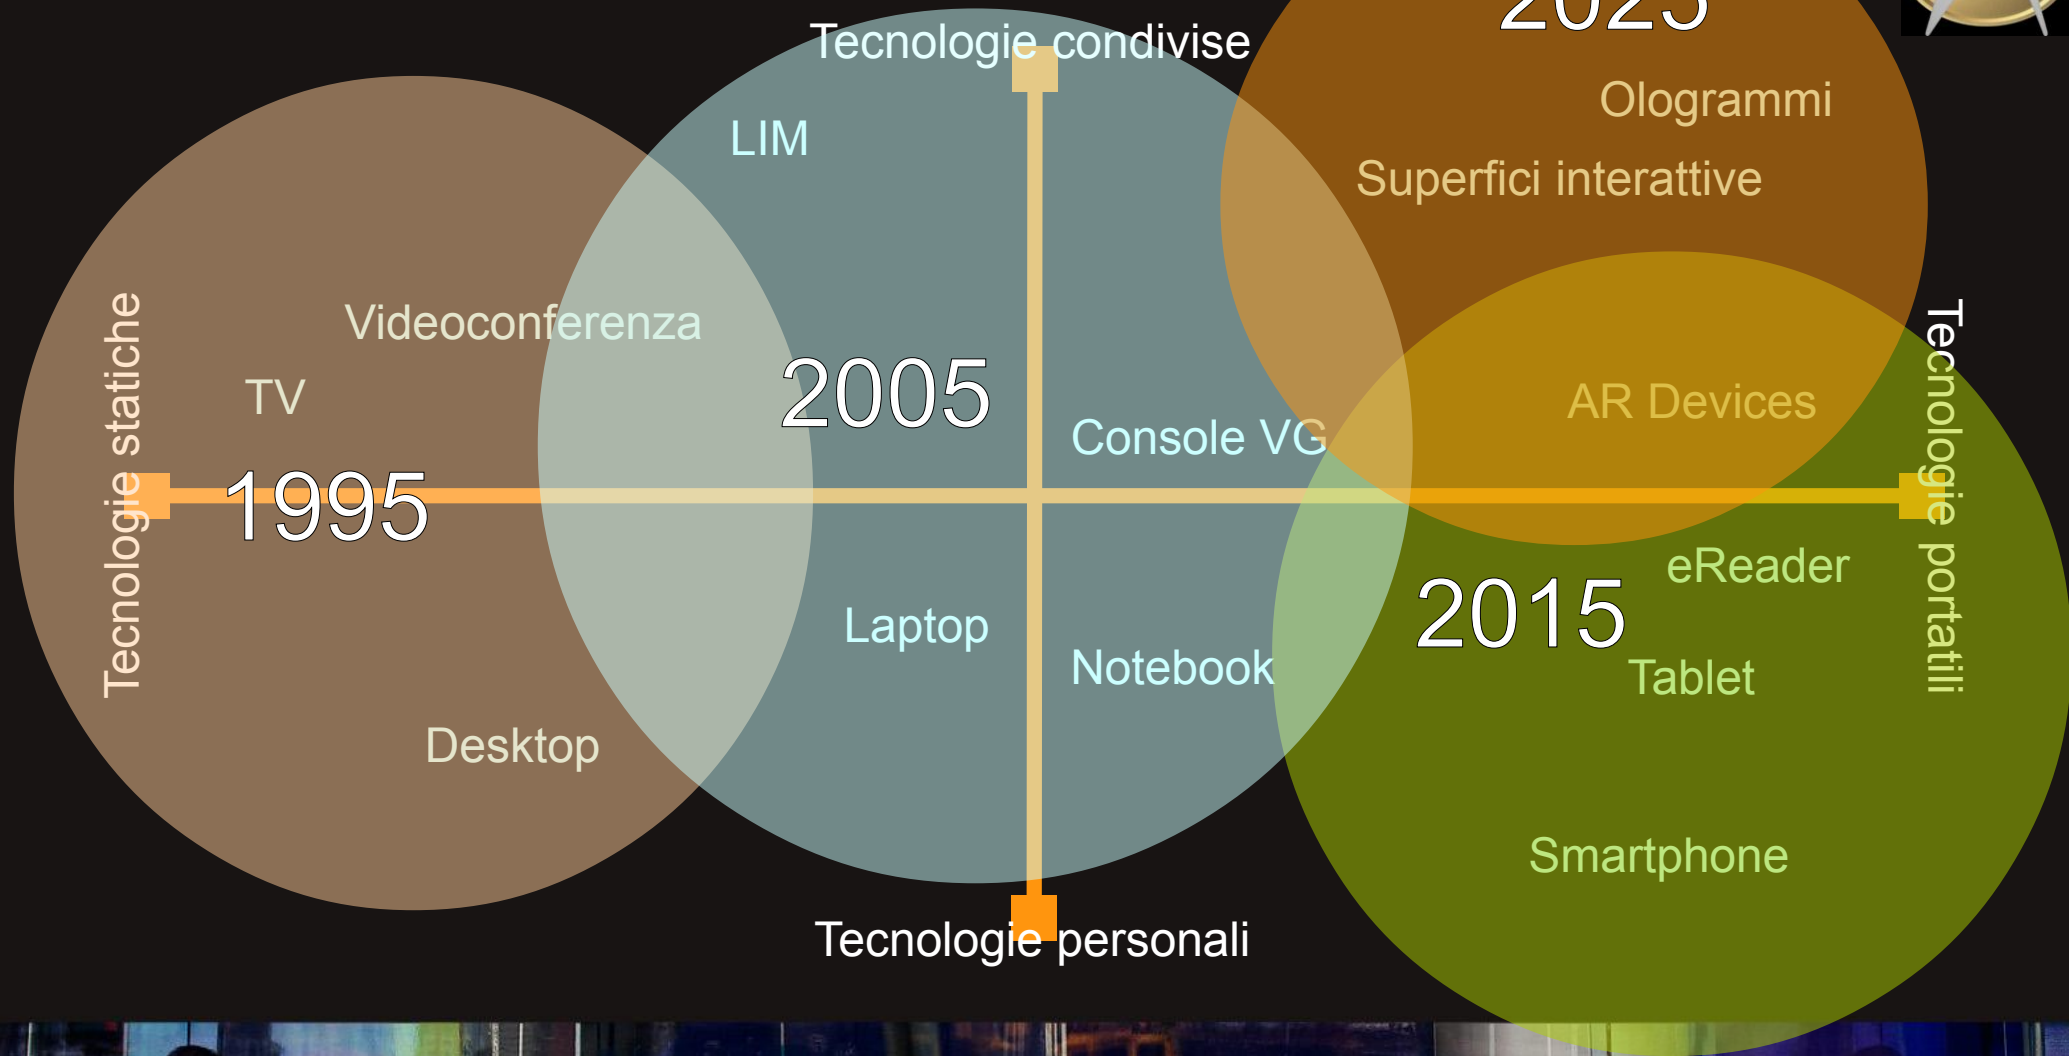 2025
Tecnologie condivise
Ologrammi
LIM
Superfici interattive
Videoconferenza
TV
2005
AR Devices
Console VG
Tecnologie statiche
1995
Tecnologie portatili
eReader
2015
Laptop
Notebook
Tablet
Desktop
Smartphone
Tecnologie personali